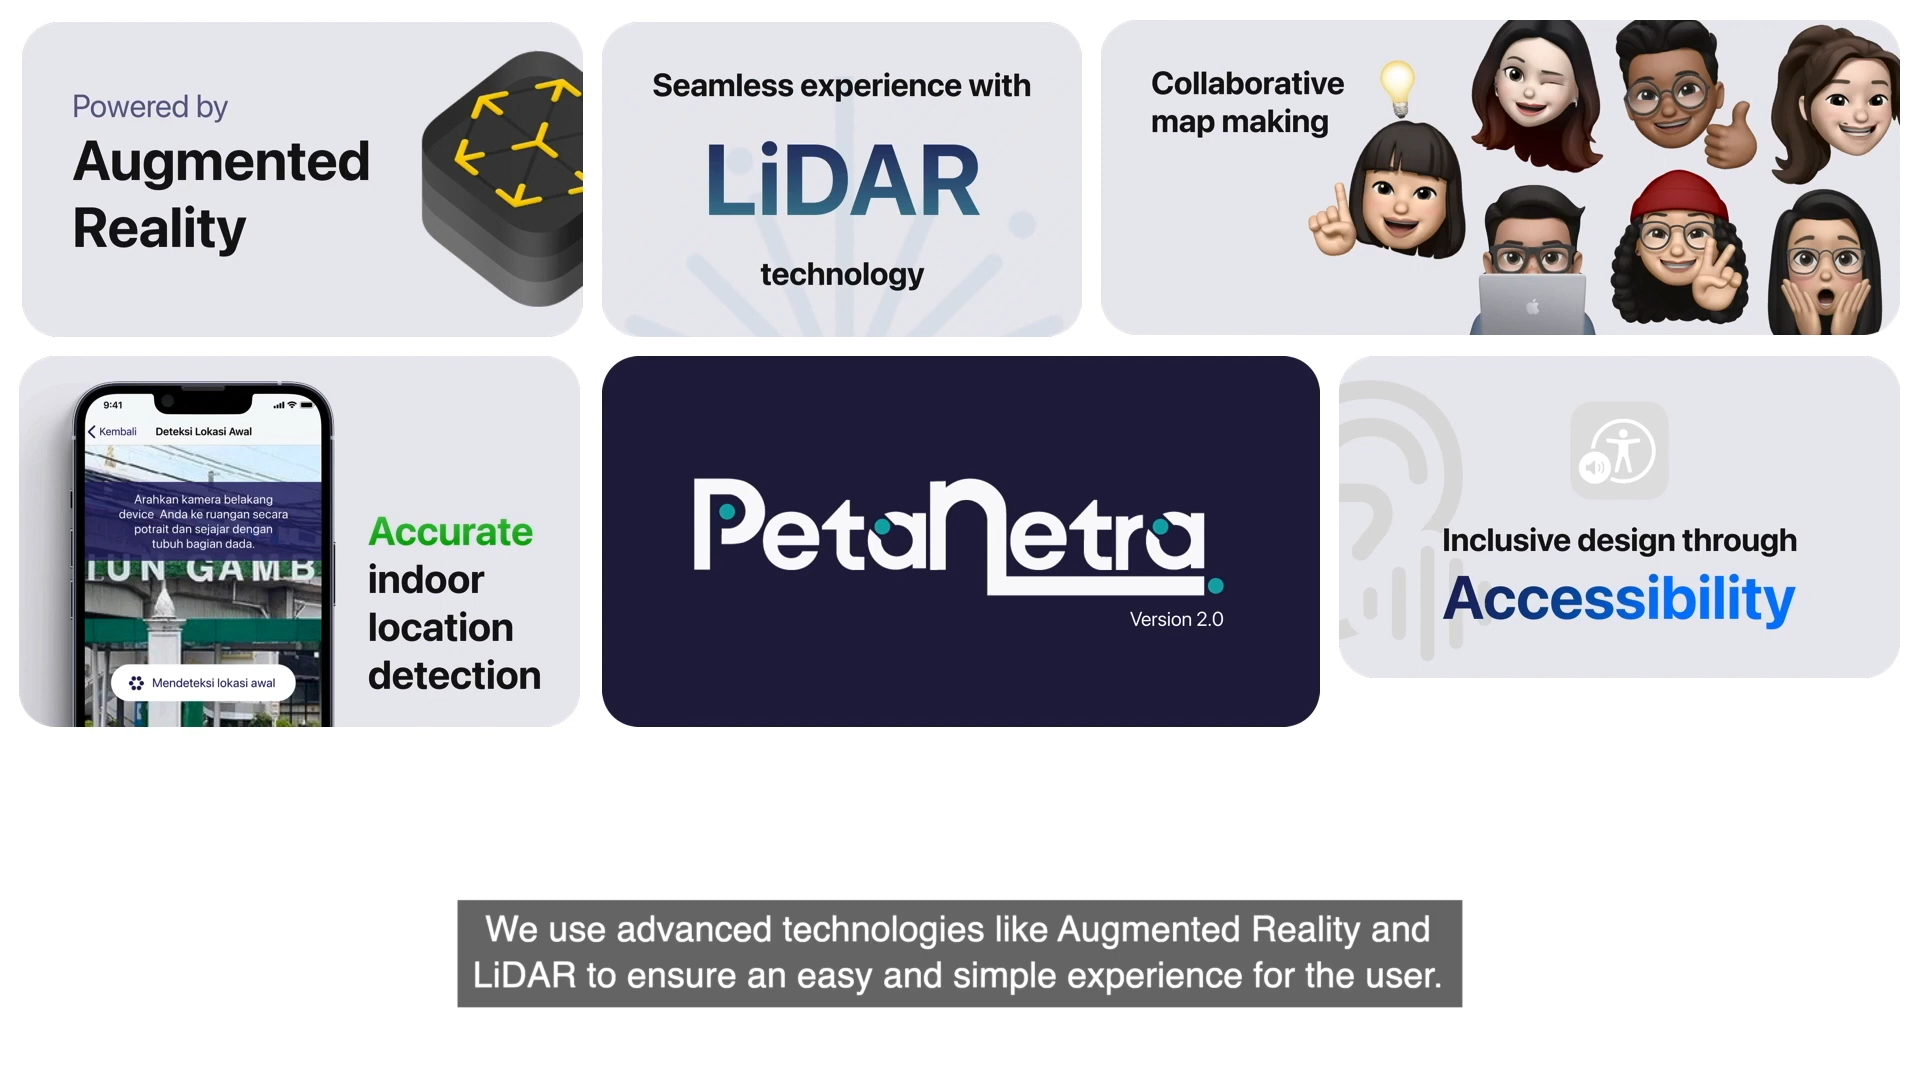 Powered by
Augmented
Reality
Seamless experience with
LiDAR
technology
Collaborative
map making
9:41
Kembali
Deteksi Lokasi Awal
Arahkan kamera belakang
device Anda ke ruangan secara
potrait dan sejajar dengan
tubuh bagian dada.
IUN GAMB
Mendeteksi lokasi awal
Accurate
indoor
location
detection
PetaNetra
Version 2.0
Inclusive design through
Accessibility
We use advanced technologies like Augmented Reality and
LiDAR to ensure an easy and simple experience for the user.